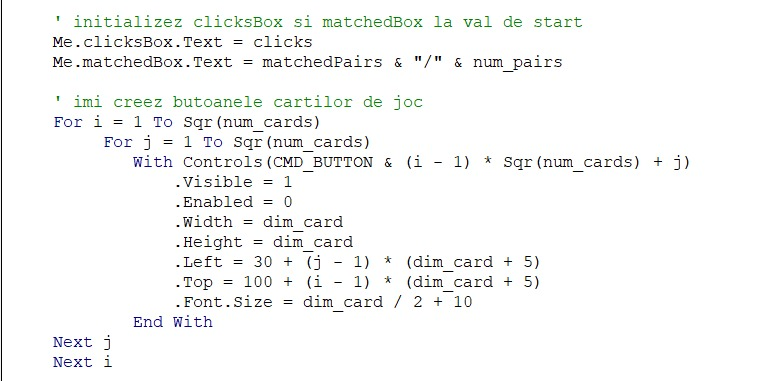 ' initializez clicksBox si matchedBox la val de start
Me.clicksBox.Text = clicks
Me.matchedBox.Text = matchedPairs & "/" & num_pairs
' imi creez butoanele cartilor de joc
For i = 1 To Sqr(num_cards)
For j = 1 To Sqr(num_cards)
With Controls(CMD_BUTTON & (i - 1) * Sqr(num_cards) + j)
.Visible = 1
.Enabled = 0
.Width = dim_card
.Height = dim_card
.Left = 30 + (j - 1) * (dim_card + 5)
.Top = 100 + (i - 1) * (dim_card + 5)
.Font.Size = dim_card / 2 + 10
End With
Next j
Next i